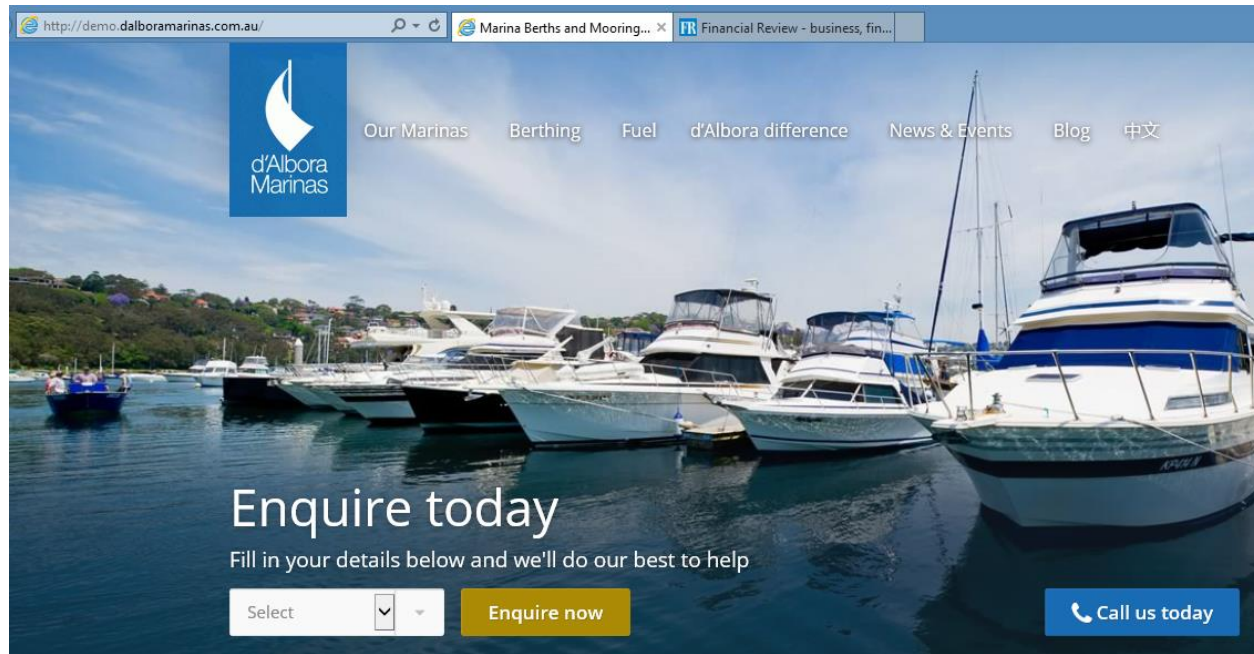 http://demo.dalboramarinas.com.au/
Marina Berths and Mooring...
FR Financial Review - business, fin...
d'Albora
Marinas
Our Marinas
Berthing
Fuel
d'Albora difference
News & Events
Blog
中文
Enquire today
Fill in your details below and we'll do our best to help
Select
Enquire now
Call us today